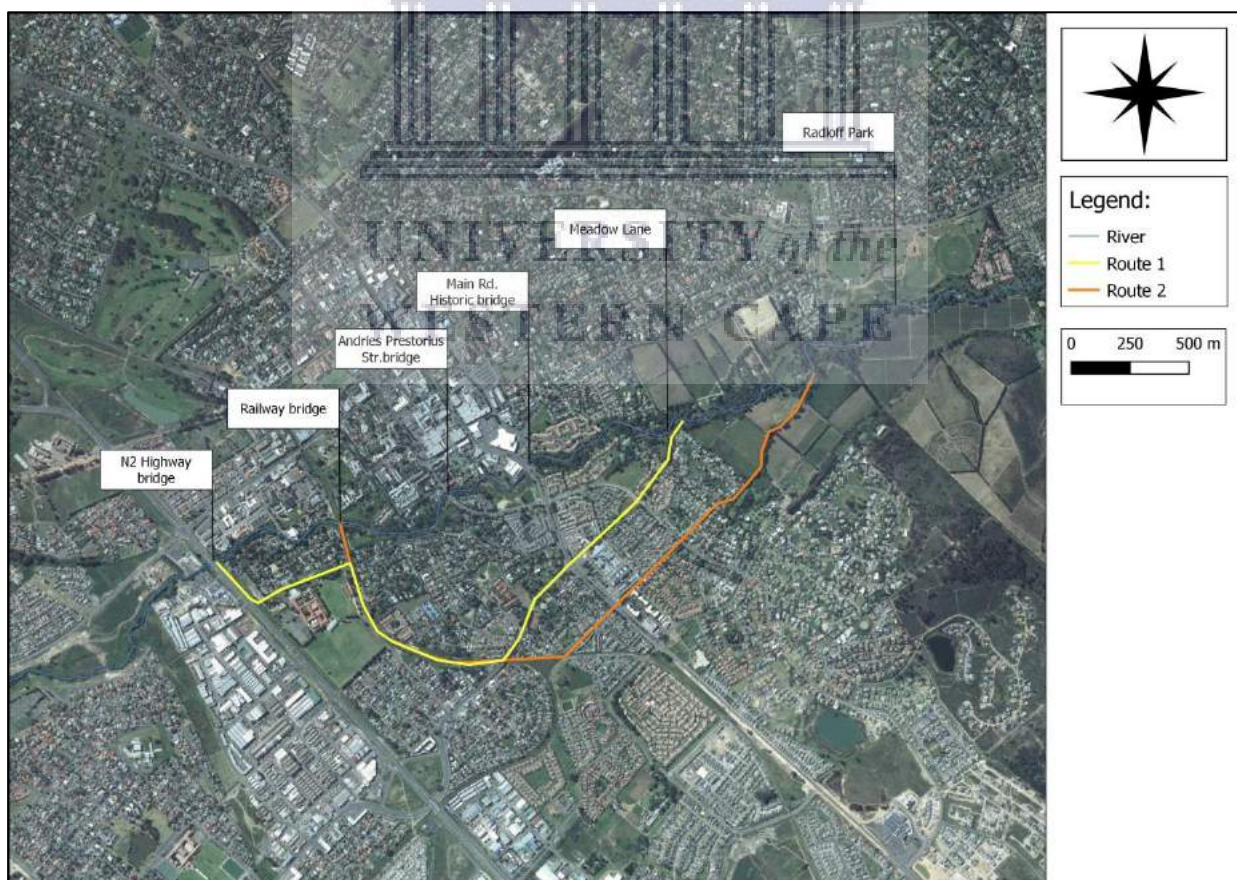 Radloff Park
UNIVERSITY of the
Meadow Lane
WESTERN CAPE
Main Rd.
Historic bridge
Andries Prestorius
Str.bridge
Railway bridge
N2 Highway
bridge
Legend:
River
Route 1
Route 2
0 250 500 m